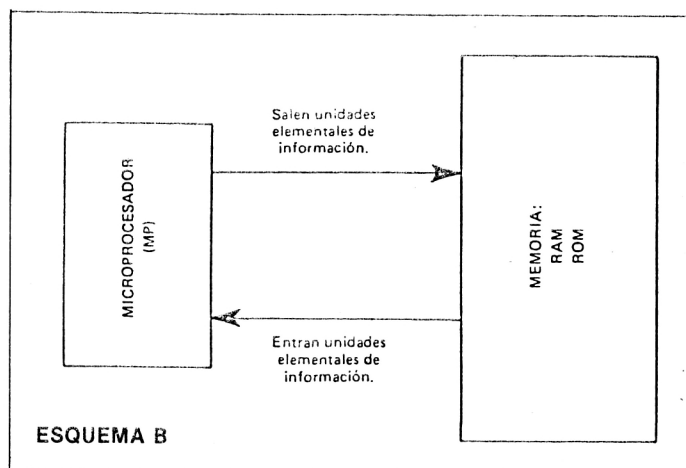 Salen unidades
elementales de
información.
MICROPROCESADOR
(MP)
MEMORIA:
RAM
ROM
Entran unidades
elementales de
información.
ESQUEMA B